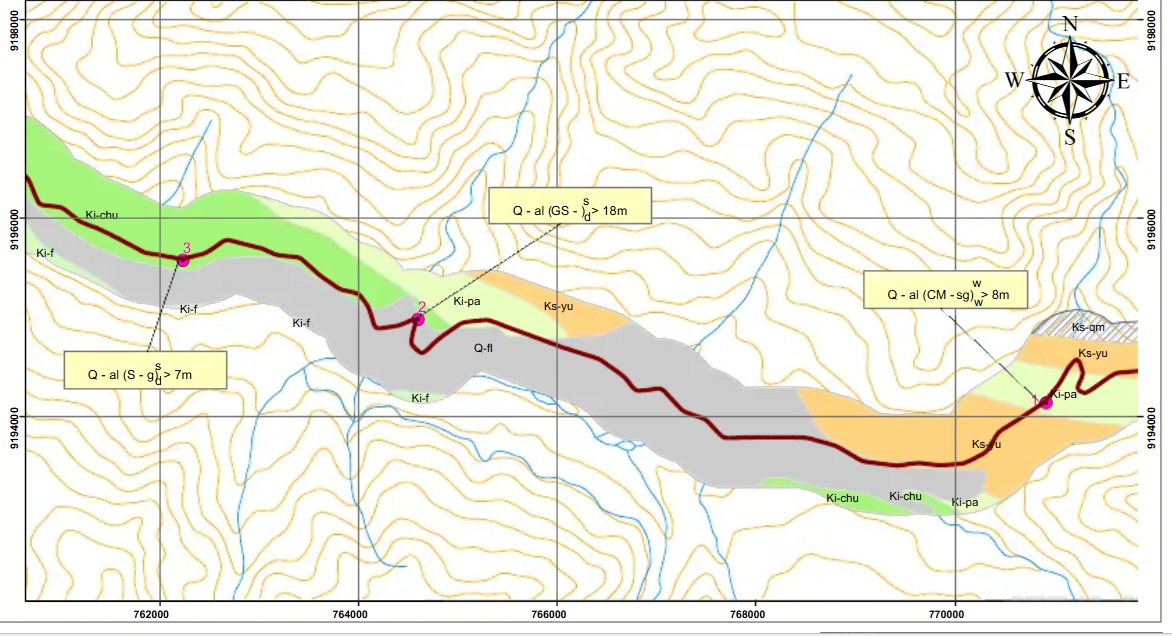 9198000
9198000
N
W
E
S
Q - al (GS - )s d > 18m
9196000
9196000
Ki-chu
3
Ki-f
Q - al (CM -sg)w w > 8m
Ki-pa
Ks-yu
2
Ki-f
Ki-f
Ks-qm
Q-fl
Ks-yu
Q - al (S - g)s d > 7m
Ki-f
Ki-pa
1
9194000
9194000
Ks-yu
Ki-chu
Ki-chu
Ki-pa
762000
764000
766000
768000
770000